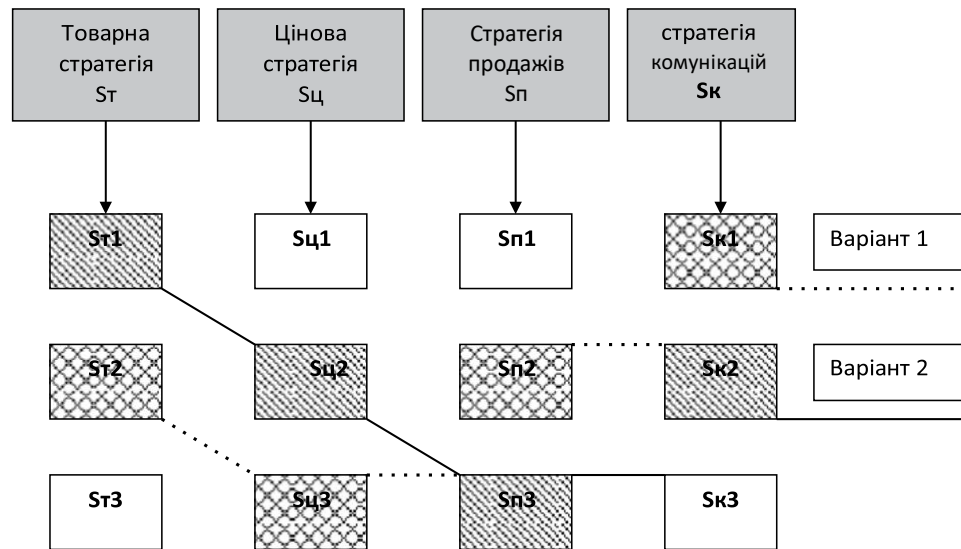 Товарна
стратегія
Sт
Цінова
стратегія
Sц
Стратегія
продажів
Sп
стратегія
комунікацій
Sк
Sт1
Sц1
Sп1
Sк1
Варіант 1
Sт2
Sц2
Sп2
Sк2
Варіант 2
Sт3
Sц3
Sп3
Sк3